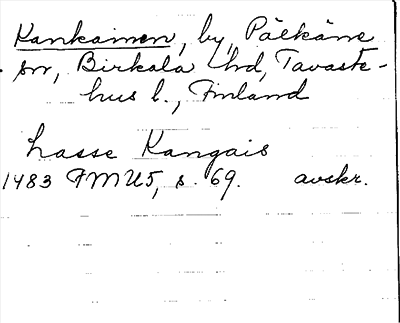 Kankainen, by, Pälkäne
sn, Birkala hd, Tavaste-
hus l., Finland
Lasse Kangais
1483 FMU5, s. 69. avskr.